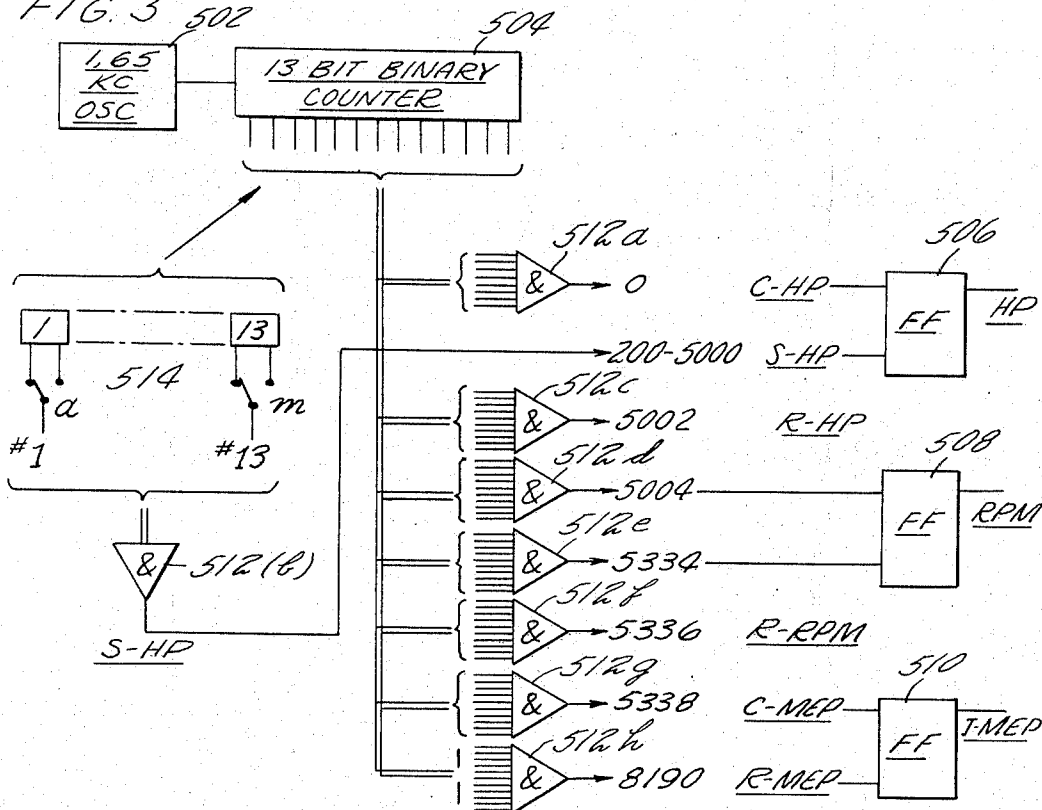 FIG. 3
502
504
1,65
KC
OSC
13 BIT BINARY
COUNTER
512a
&
0
506
C-HP
FF
HP
S-HP
200-5000
1
13
514
a
m
#1
#13
512c
&
5002
R-HP
512d
&
5004
508
FF
RPM
512e
&
5334
&
512(b)
S-HP
512f
&
5336
R-RPM
512g
&
5338
510
C-MEP
FF
T-MEP
R-MEP
512h
&
8190